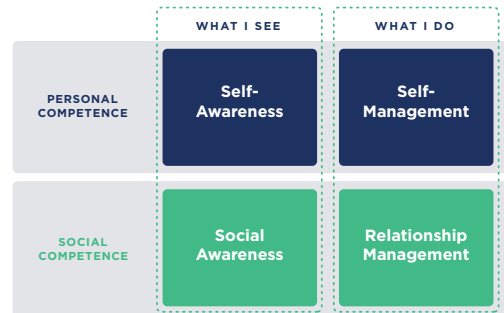 WHAT I SEE
WHAT I DO
PERSONAL
COMPETENCE
Self-
Awareness
Self-
Management
SOCIAL
COMPETENCE
Social
Awareness
Relationship
Management